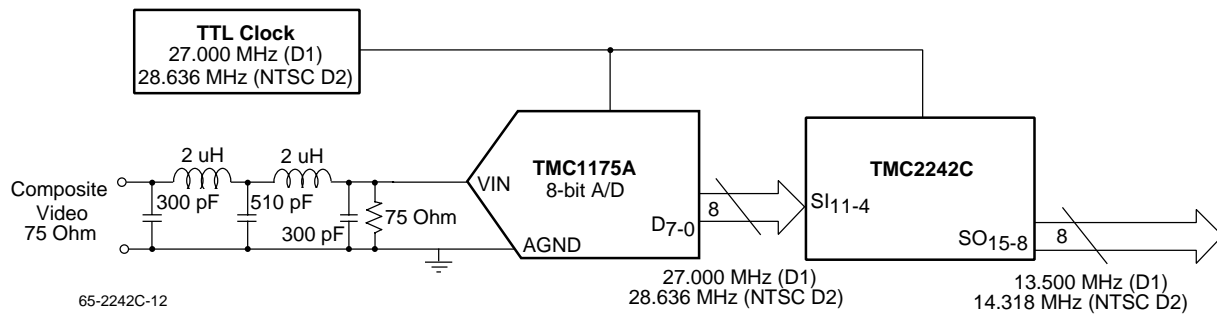 TTL Clock
27.000 MHz (D1)
28.636 MHz (NTSC D2)
2 uH
2 uH
Composite
Video
75 Ohm
300 pF
510 pF
300 pF
75 Ohm
VIN
TMC1175A
8-bit A/D
D7-0
AGND
8
27.000 MHz (D1)
28.636 MHz (NTSC D2)
TMC2242C
SI11-4
SO15-8
8
13.500 MHz (D1)
14.318 MHz (NTSC D2)
65-2242C-12